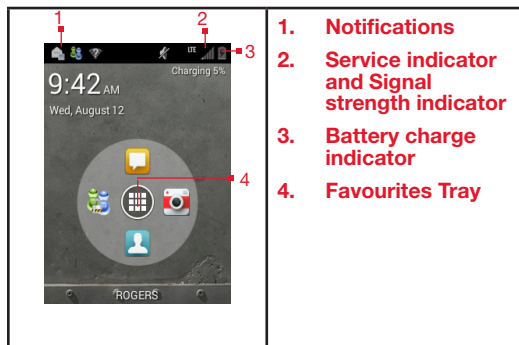 1
2
LTE
3
Charging 5%
9:42 AM
Wed, August 12
4
ROGERS
1. Notifications
2. Service indicator
and Signal
strength indicator
3. Battery charge
indicator
4. Favourites Tray